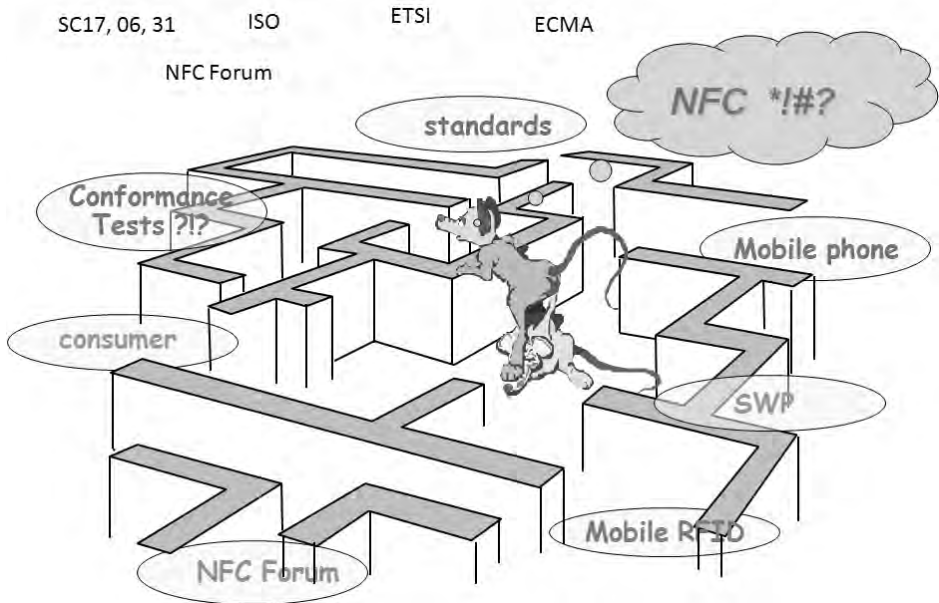 SC17, 06, 31
ISO
ETSI
ECMA
NFC Forum
NFC *!#?
standards
Conformance
Tests ?!?
Mobile phone
consumer
SWP
Mobile RFID
NFC Forum